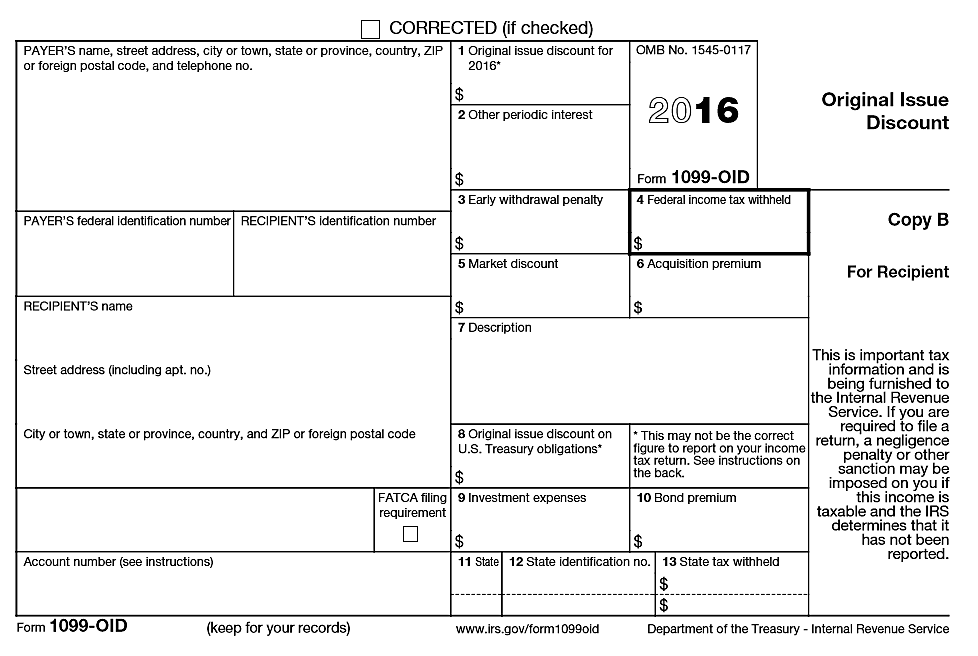 CORRECTED (if checked)
PAYER'S name, street address, city or town, state or province, country, ZIP
or foreign postal code, and telephone no.
1 Original issue discount for
2016*
$
OMB No. 1545-0117
2016
Form 1099-OID
Original Issue
Discount
2 Other periodic interest
$
3 Early withdrawal penalty
$
4 Federal income tax withheld
$
Copy B
For Recipient
PAYER'S federal identification number
RECIPIENT'S identification number
5 Market discount
$
6 Acquisition premium
$
RECIPIENT'S name
7 Description
Street address (including apt. no.)
City or town, state or province, country, and ZIP or foreign postal code
8 Original issue discount on
U.S. Treasury obligations*
$
* This may not be the correct
figure to report on your income
tax return. See instructions on
the back.
This is important tax
information and is
being furnished to
the Internal Revenue
Service. If you are
required to file a
return, a negligence
penalty or other
sanction may be
imposed on you if
this income is
taxable and the IRS
determines that it
has not been
reported.
FATCA filing
requirement
9 Investment expenses
$
10 Bond premium
$
Account number (see instructions)
11 State
12 State identification no.
13 State tax withheld
$
$
Form 1099-OID
(keep for your records)
www.irs.gov/form1099oid
Department of the Treasury - Internal Revenue Service